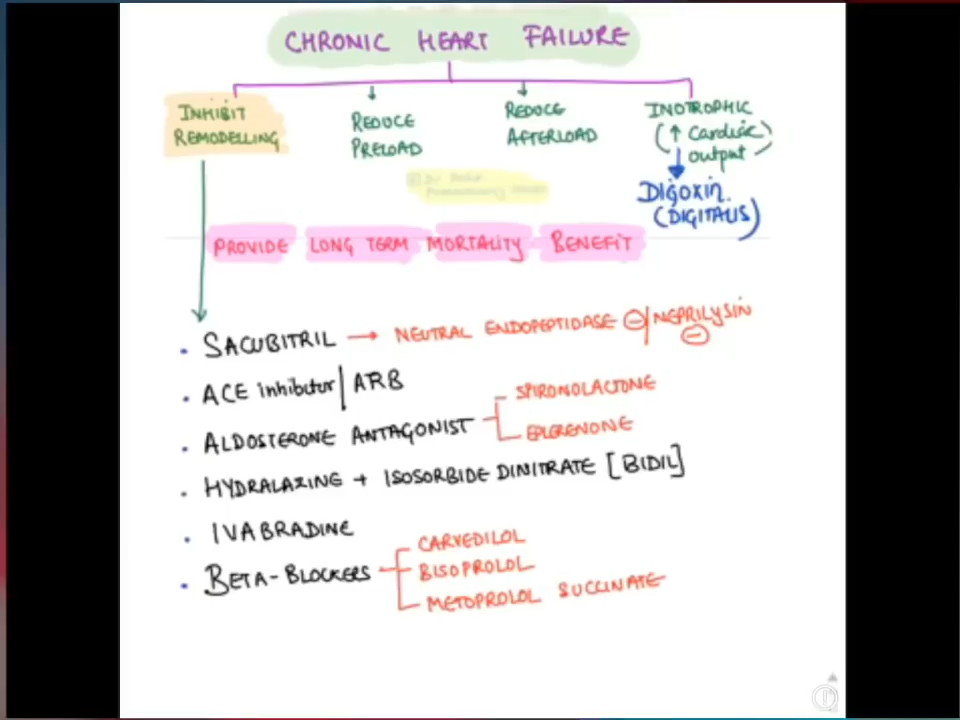 CHRONIC HEART FAILURE
INHIBIT
REMODELLING
REDUCE
PRELOAD
REDUCE
AFTERLOAD
INOTROPHIC
(↑ Cardiac
output)
DIGOXIN
(DIGITALIS)
PROVIDE LONG TERM MORTALITY BENEFIT
• SACUBITRIL → NEUTRAL ENDOPEPTIDASE ⊖/NEPRILYSIN ⊖
• ACE inhibitor/ARB
• ALDOSTERONE ANTAGONIST
SPIRONOLACTONE
EPLERENONE
• HYDRALAZINE + ISOSORBIDE DINITRATE [BIDIL]
• IVABRADINE
• BETA-BLOCKERS
CARVEDILOL
BISOPROLOL
METOPROLOL SUCCINATE